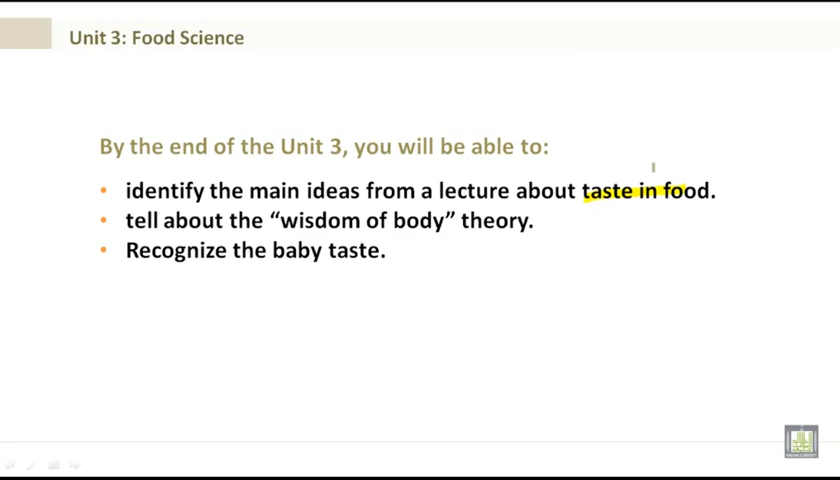 Unit 3: Food Science
By the end of the Unit 3, you will be able to:
• identify the main ideas from a lecture about taste in food.
• tell about the “wisdom of body” theory.
• Recognize the baby taste.